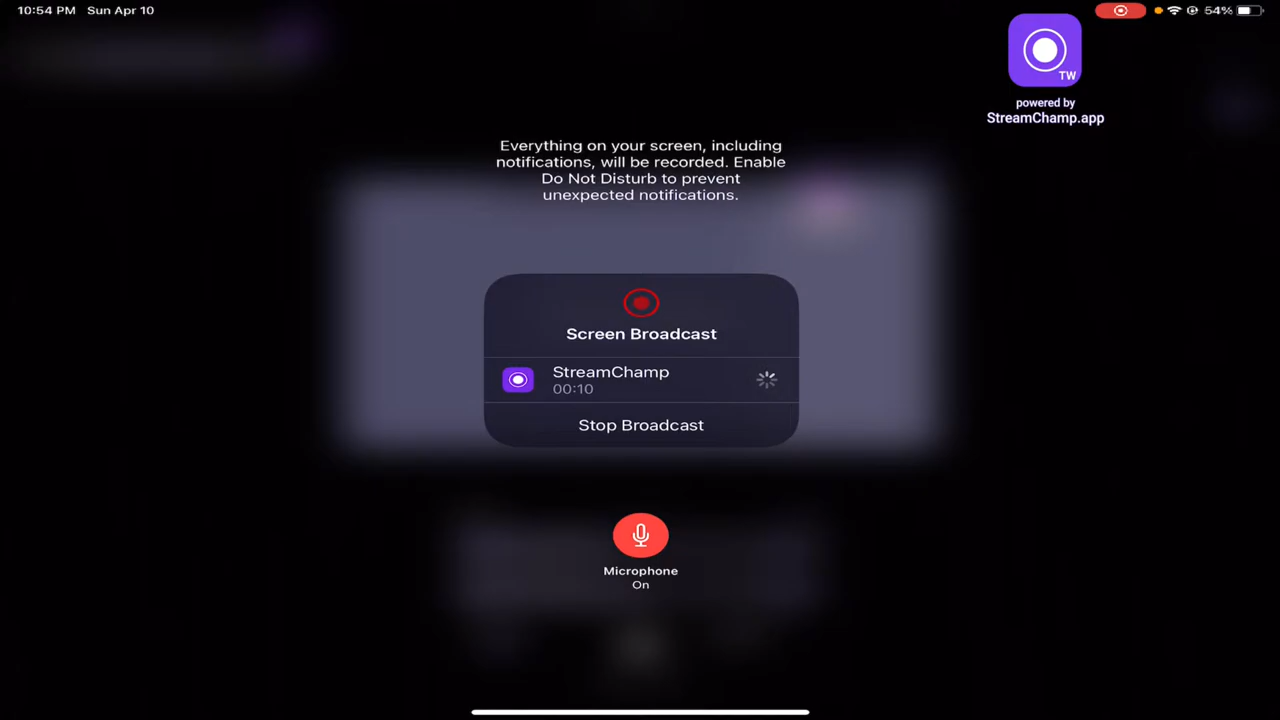 10:54 PM Sun Apr 10
54%
TW
powered by
StreamChamp.app
Everything on your screen, including
notifications, will be recorded. Enable
Do Not Disturb to prevent
unexpected notifications.
Screen Broadcast
StreamChamp
00:10
Stop Broadcast
Microphone
On